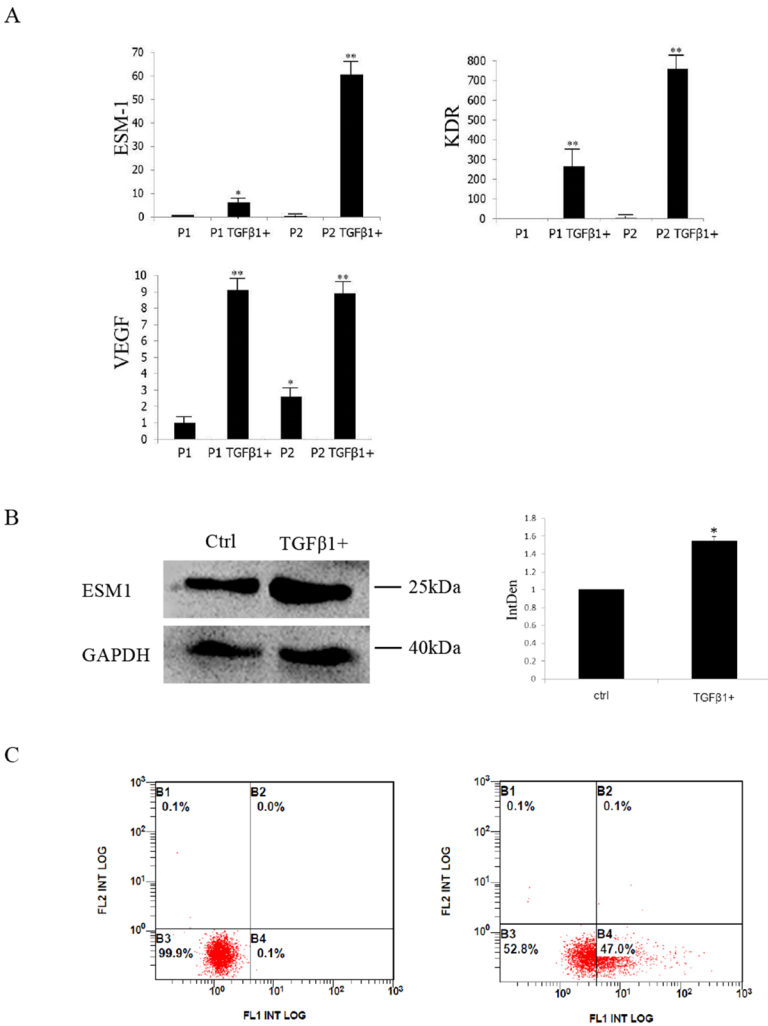 A
ESM-1
70
60
50
40
30
20
10
0
*
**
P1 P1 TGFβ1+ P2 P2 TGFβ1+
KDR
800
700
600
500
400
300
200
100
0
**
**
P1 P1 TGFβ1+ P2 P2 TGFβ1+
VEGF
10
9
8
7
6
5
4
3
2
1
0
**
*
**
P1 P1 TGFβ1+ P2 P2 TGFβ1+
B
Ctrl TGFβ1+
ESM1 25kDa
GAPDH 40kDa
IntDen
1.8
1.6
1.4
1.2
1
0.8
0.6
0.4
0.2
0
*
ctrl TGFβ1+
C
FL2 INT LOG
10³
10²
10¹
10⁰
B1 B2
0.1% 0.0%
B3 B4
99.9% 0.1%
10⁰ 10¹ 10² 10³
FL1 INT LOG
FL2 INT LOG
10³
10²
10¹
10⁰
B1 B2
0.1% 0.1%
B3 B4
52.8% 47.0%
10⁰ 10¹ 10² 10³
FL1 INT LOG